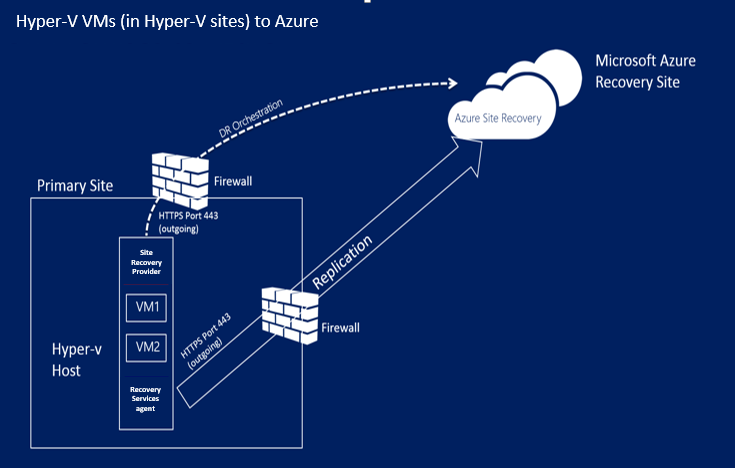 Hyper-V VMs (in Hyper-V sites) to Azure
Microsoft Azure
Recovery Site
Azure Site Recovery
DR Orchestration
Firewall
Primary Site
HTTPS Port 443
(outgoing)
Site
Recovery
Provider
VM1
VM2
Hyper-v
Host
Recovery
Services
agent
HTTPS Port 443
(outgoing)
Replication
Firewall